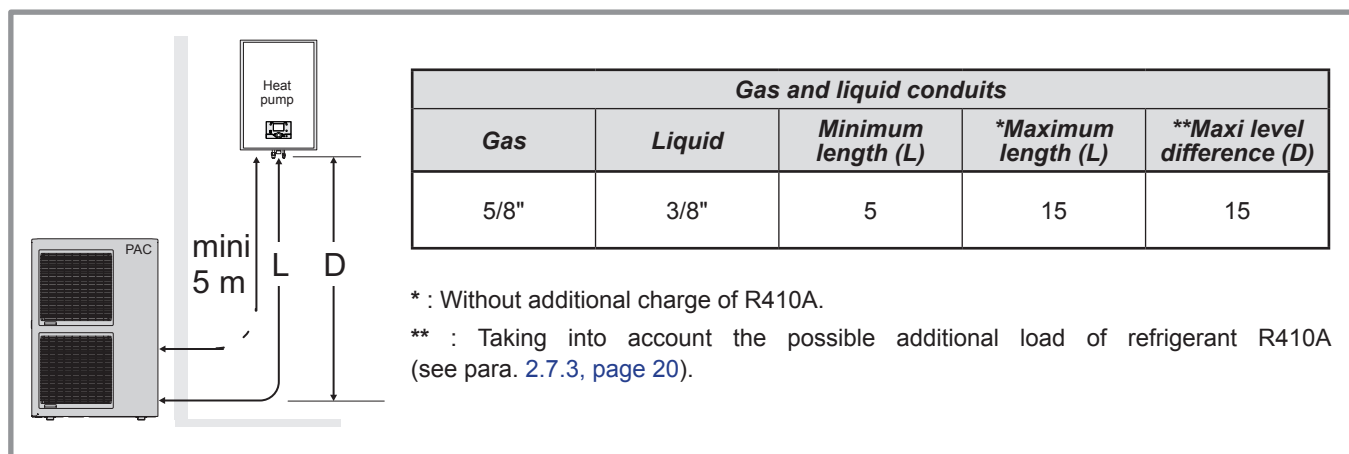 Heat
pump
PAC
mini
5 m
L
D
Gas and liquid conduits
Gas
Liquid
Minimum
length (L)
*Maximum
length (L)
**Maxi level
difference (D)
5/8"
3/8"
5
15
15
* : Without additional charge of R410A.
** : Taking into account the possible additional load of refrigerant R410A
(see para. 2.7.3, page 20).